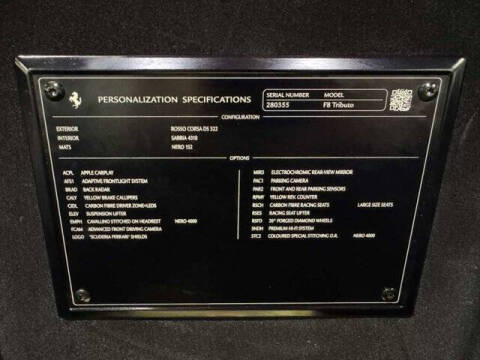 PERSONALIZATION SPECIFICATIONS
SERIAL NUMBER MODEL
280355 F8 Tributo
CONFIGURATION
EXTERIOR ROSSO CORSA DS 322
INTERIOR SABBIA 4310
MATS NERO 152
OPTIONS
ACPL APPLE CARPLAY
AFS1 ADAPTIVE FRONTLIGHT SYSTEM
BRAD BACK RADAR
CALY YELLOW BRAKE CALLIPERS
CJDL CARBON FIBRE DRIVER ZONE+LEDS
ELEV SUSPENSION LIFTER
EMPH CAVALLINO STITCHED ON HEADREST NERO 4000
FCAM ADVANCED FRONT DRIVING CAMERA
LOGO "SCUDERIA FERRARI" SHIELDS
MIR3 ELECTROCHROMIC REAR-VIEW MIRROR
PAC1 PARKING CAMERA
PAR2 FRONT AND REAR PARKING SENSORS
RPMY YELLOW REV. COUNTER
RSCH CARBON FIBRE RACING SEATS LARGE SIZE SEATS
RSES RACING SEAT LIFTER
RSFD 20" FORGED DIAMOND WHEELS
SNDH PREMIUM HI-FI SYSTEM
STC2 COLOURED SPECIAL STITCHING O.R. NERO 4000